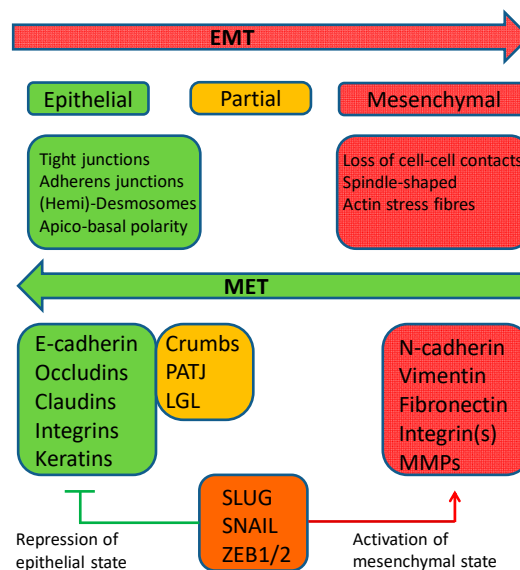 EMT
Epithelial
Partial
Mesenchymal
Tight junctions
Adherens junctions
(Hemi)-Desmosomes
Apico-basal polarity
Loss of cell-cell contacts
Spindle-shaped
Actin stress fibres
MET
E-cadherin
Occludins
Claudins
Integrins
Keratins
Crumbs
PATJ
LGL
N-cadherin
Vimentin
Fibronectin
Integrin(s)
MMPs
SLUG
SNAIL
ZEB1/2
Repression of
epithelial state
Activation of
mesenchymal state